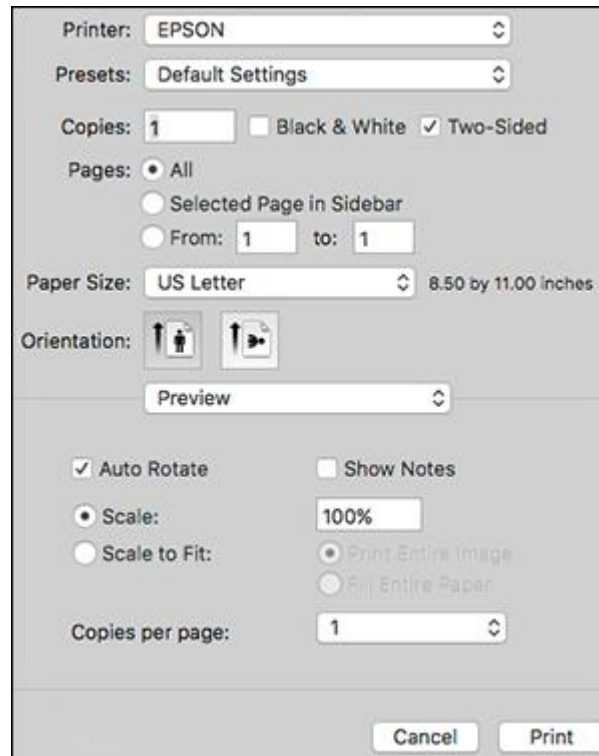 Printer: EPSON
Presets: Default Settings
Copies: 1 Black & White Two-Sided
Pages: All
Selected Page in Sidebar
From: 1 to: 1
Paper Size: US Letter 8.50 by 11.00 inches
Orientation:
Preview
Auto Rotate Show Notes
Scale: 100%
Scale to Fit: Print Entire Image
Fill Entire Paper
Copies per page: 1
Cancel Print